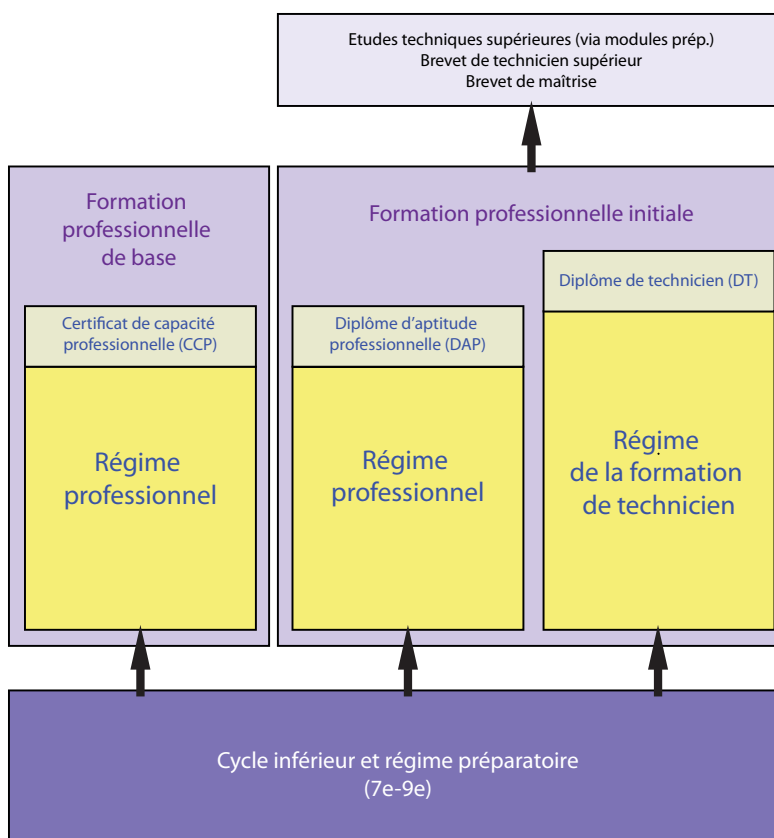 Etudes techniques supérieures (via modules prép.)
Brevet de technicien supérieur
Brevet de maîtrise
Formation
professionnelle
de base
Formation professionnelle initiale
Certificat de capacité
professionnelle (CCP)
Diplôme d'aptitude
professionnelle (DAP)
Diplôme de technicien (DT)
Régime
professionnel
Régime
professionnel
Régime
de la formation
de technicien
Cycle inférieur et régime préparatoire
(7e-9e)